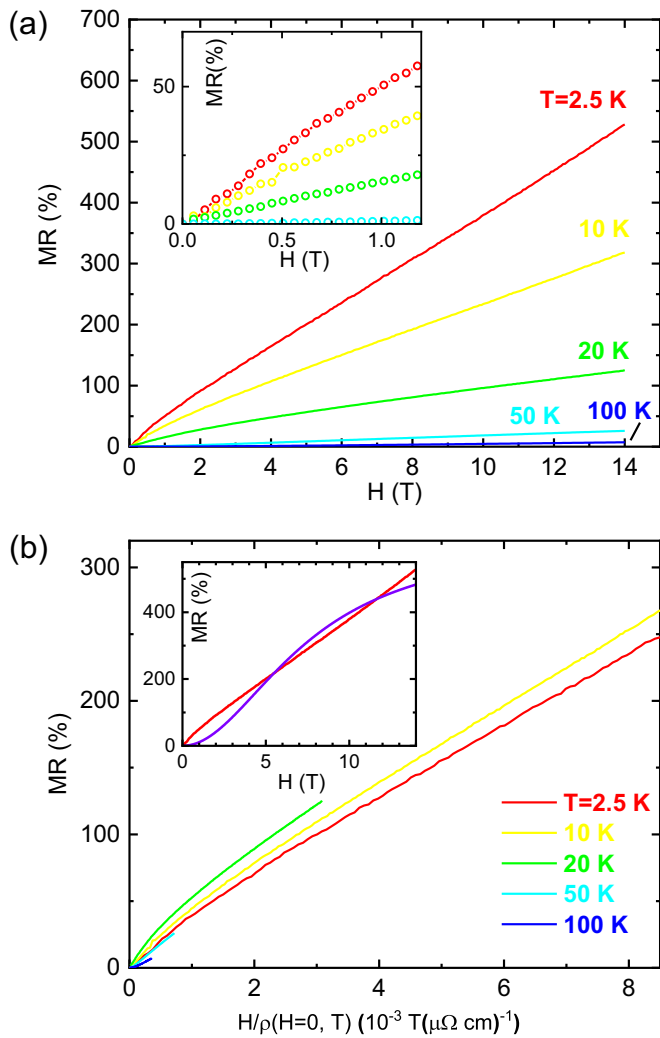 (a)
700
600
500
400
300
200
100
0
MR (%)
0
2
4
6
8
10
12
14
H (T)
T=2.5 K
10 K
20 K
50 K
100 K
MR(%)
50
0
0.0
0.5
1.0
H (T)
(b)
300
200
100
0
MR (%)
0
2
4
6
8
H/ρ(H=0, T) (10⁻³ T(μΩ cm)⁻¹)
MR (%)
400
200
0
5
10
H (T)
T=2.5 K
10 K
20 K
50 K
100 K